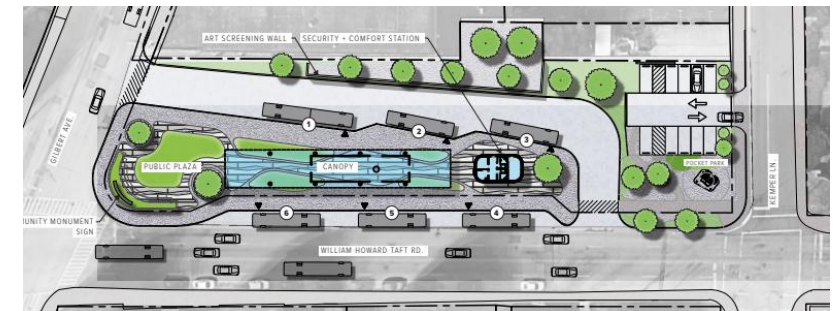 ART SCREENING WALL
SECURITY + COMFORT STATION
GILBERT AVE.
1
2
3
PUBLIC PLAZA
CANOPY
POCKET PARK
KEMPER LN.
UNITY MONUMENT
SIGN
6
5
4
WILLIAM HOWARD TAFT RD.